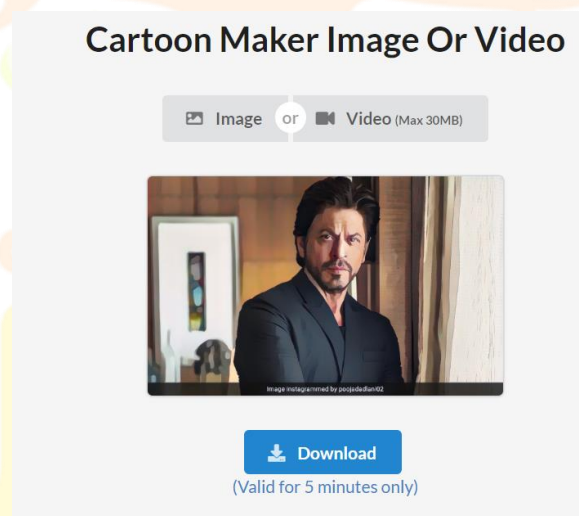 Cartoon Maker Image Or Video
Image or Video (Max 30MB)
Image instagrammed by poojadadlani02
Download
(Valid for 5 minutes only)